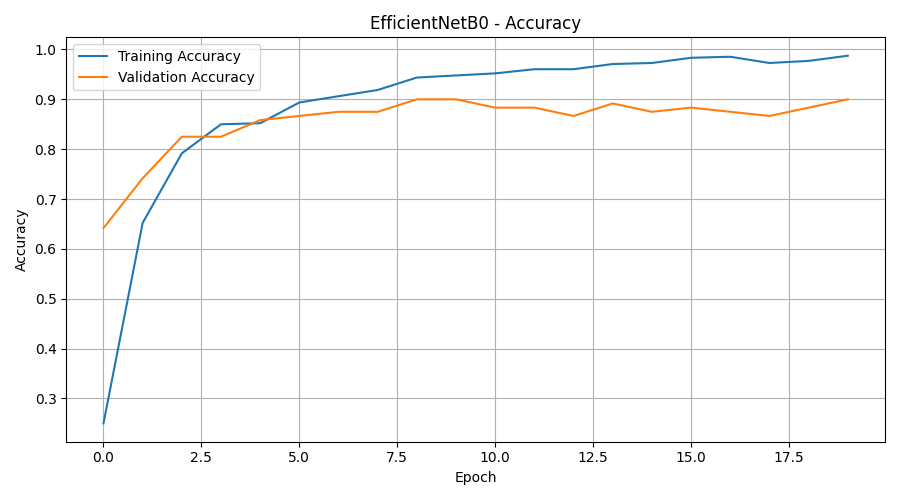 EfficientNetB0 - Accuracy
Training Accuracy
Validation Accuracy
1.0
0.9
0.8
0.7
0.6
0.5
0.4
0.3
Accuracy
0.0 2.5 5.0 7.5 10.0 12.5 15.0 17.5
Epoch